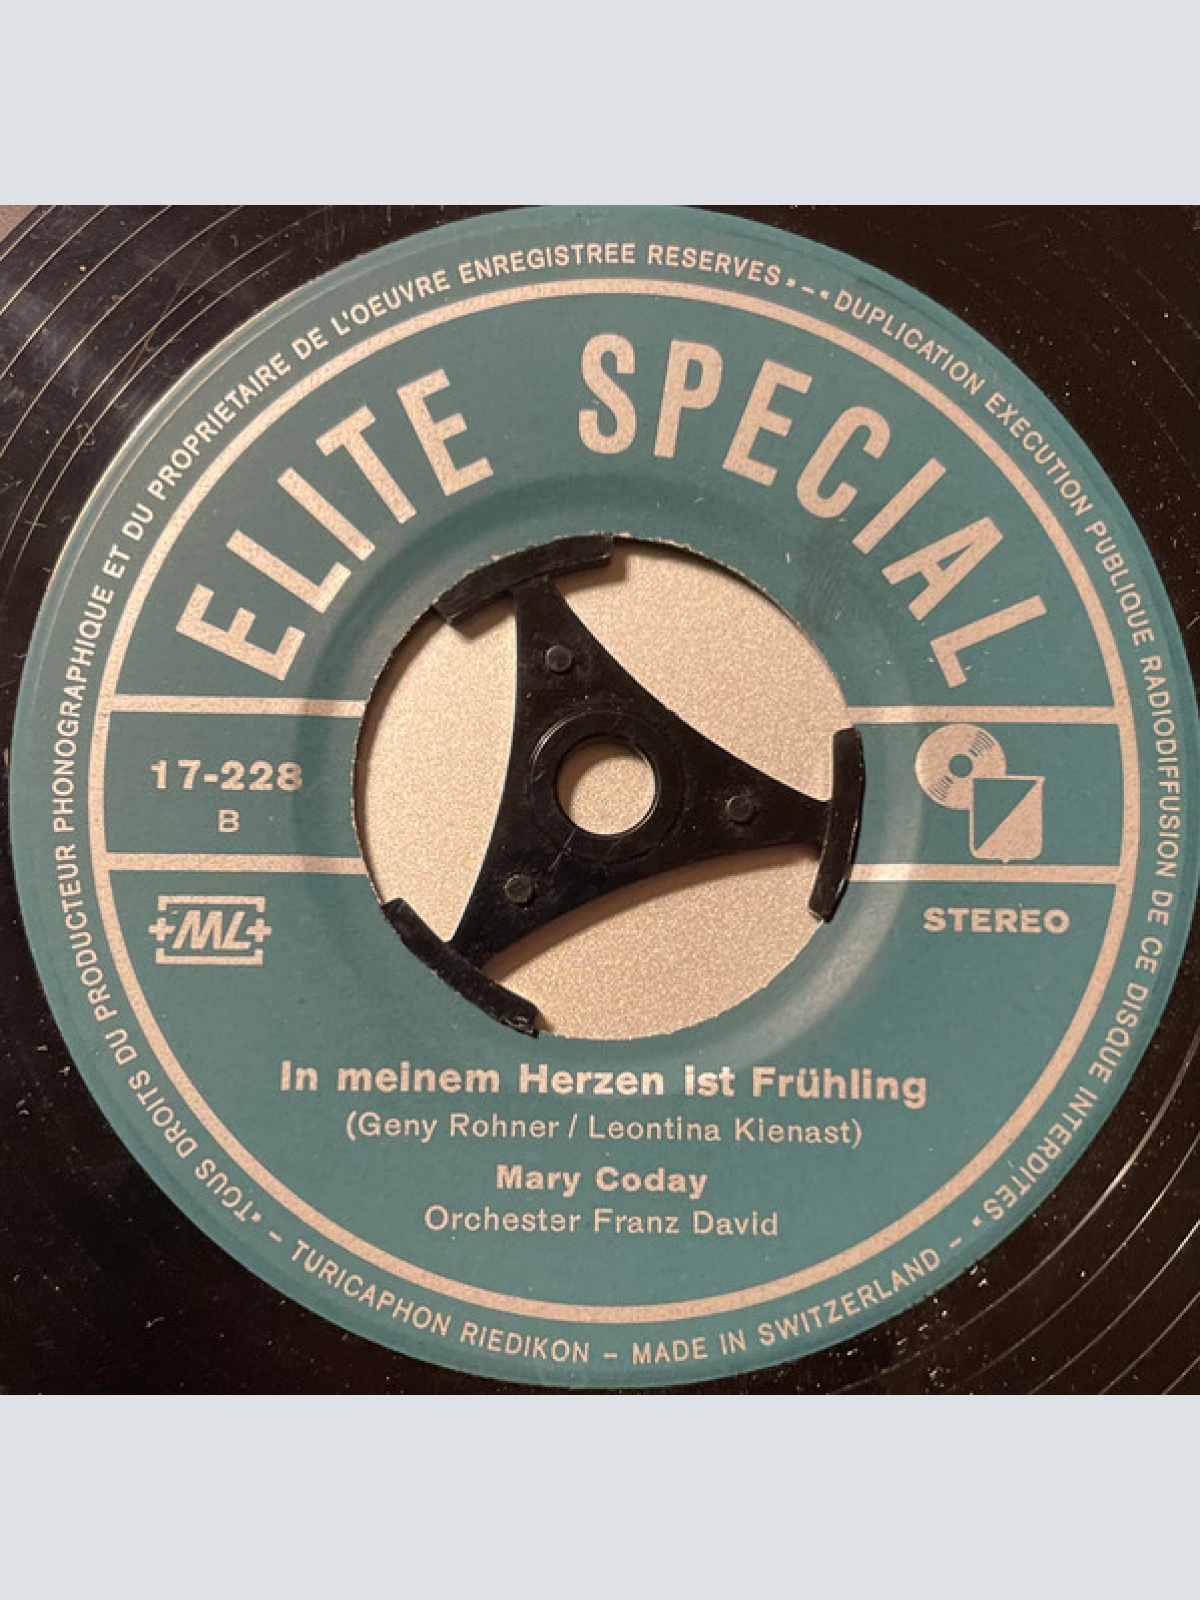 «TOUS DROITS DU PRODUCTEUR PHONOGRAPHIQUE ET DU PROPRIETAIRE DE L'OEUVRE ENREGISTREE RESERVES» – «DUPLICATION EXECUTION PUBLIQUE RADIODIFFUSION DE CE DISQUE INTERDITES» –
ELITE SPECIAL
17-228
B
ML
STEREO
In meinem Herzen ist Frühling
(Geny Rohner / Leontina Kienast)
Mary Coday
Orchester Franz David
– TURICAPHON RIEDIKON – MADE IN SWITZERLAND –